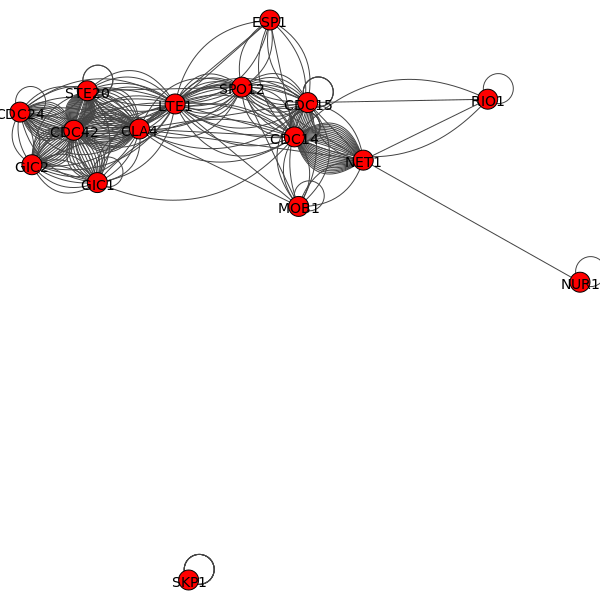 ESP1
STE20
SPO12
CDC15
LTE1
RIO1
CDC24
CDC42
CLA4
CDC14
NET1
GIC2
GIC1
MOB1
NUR1
SKP1